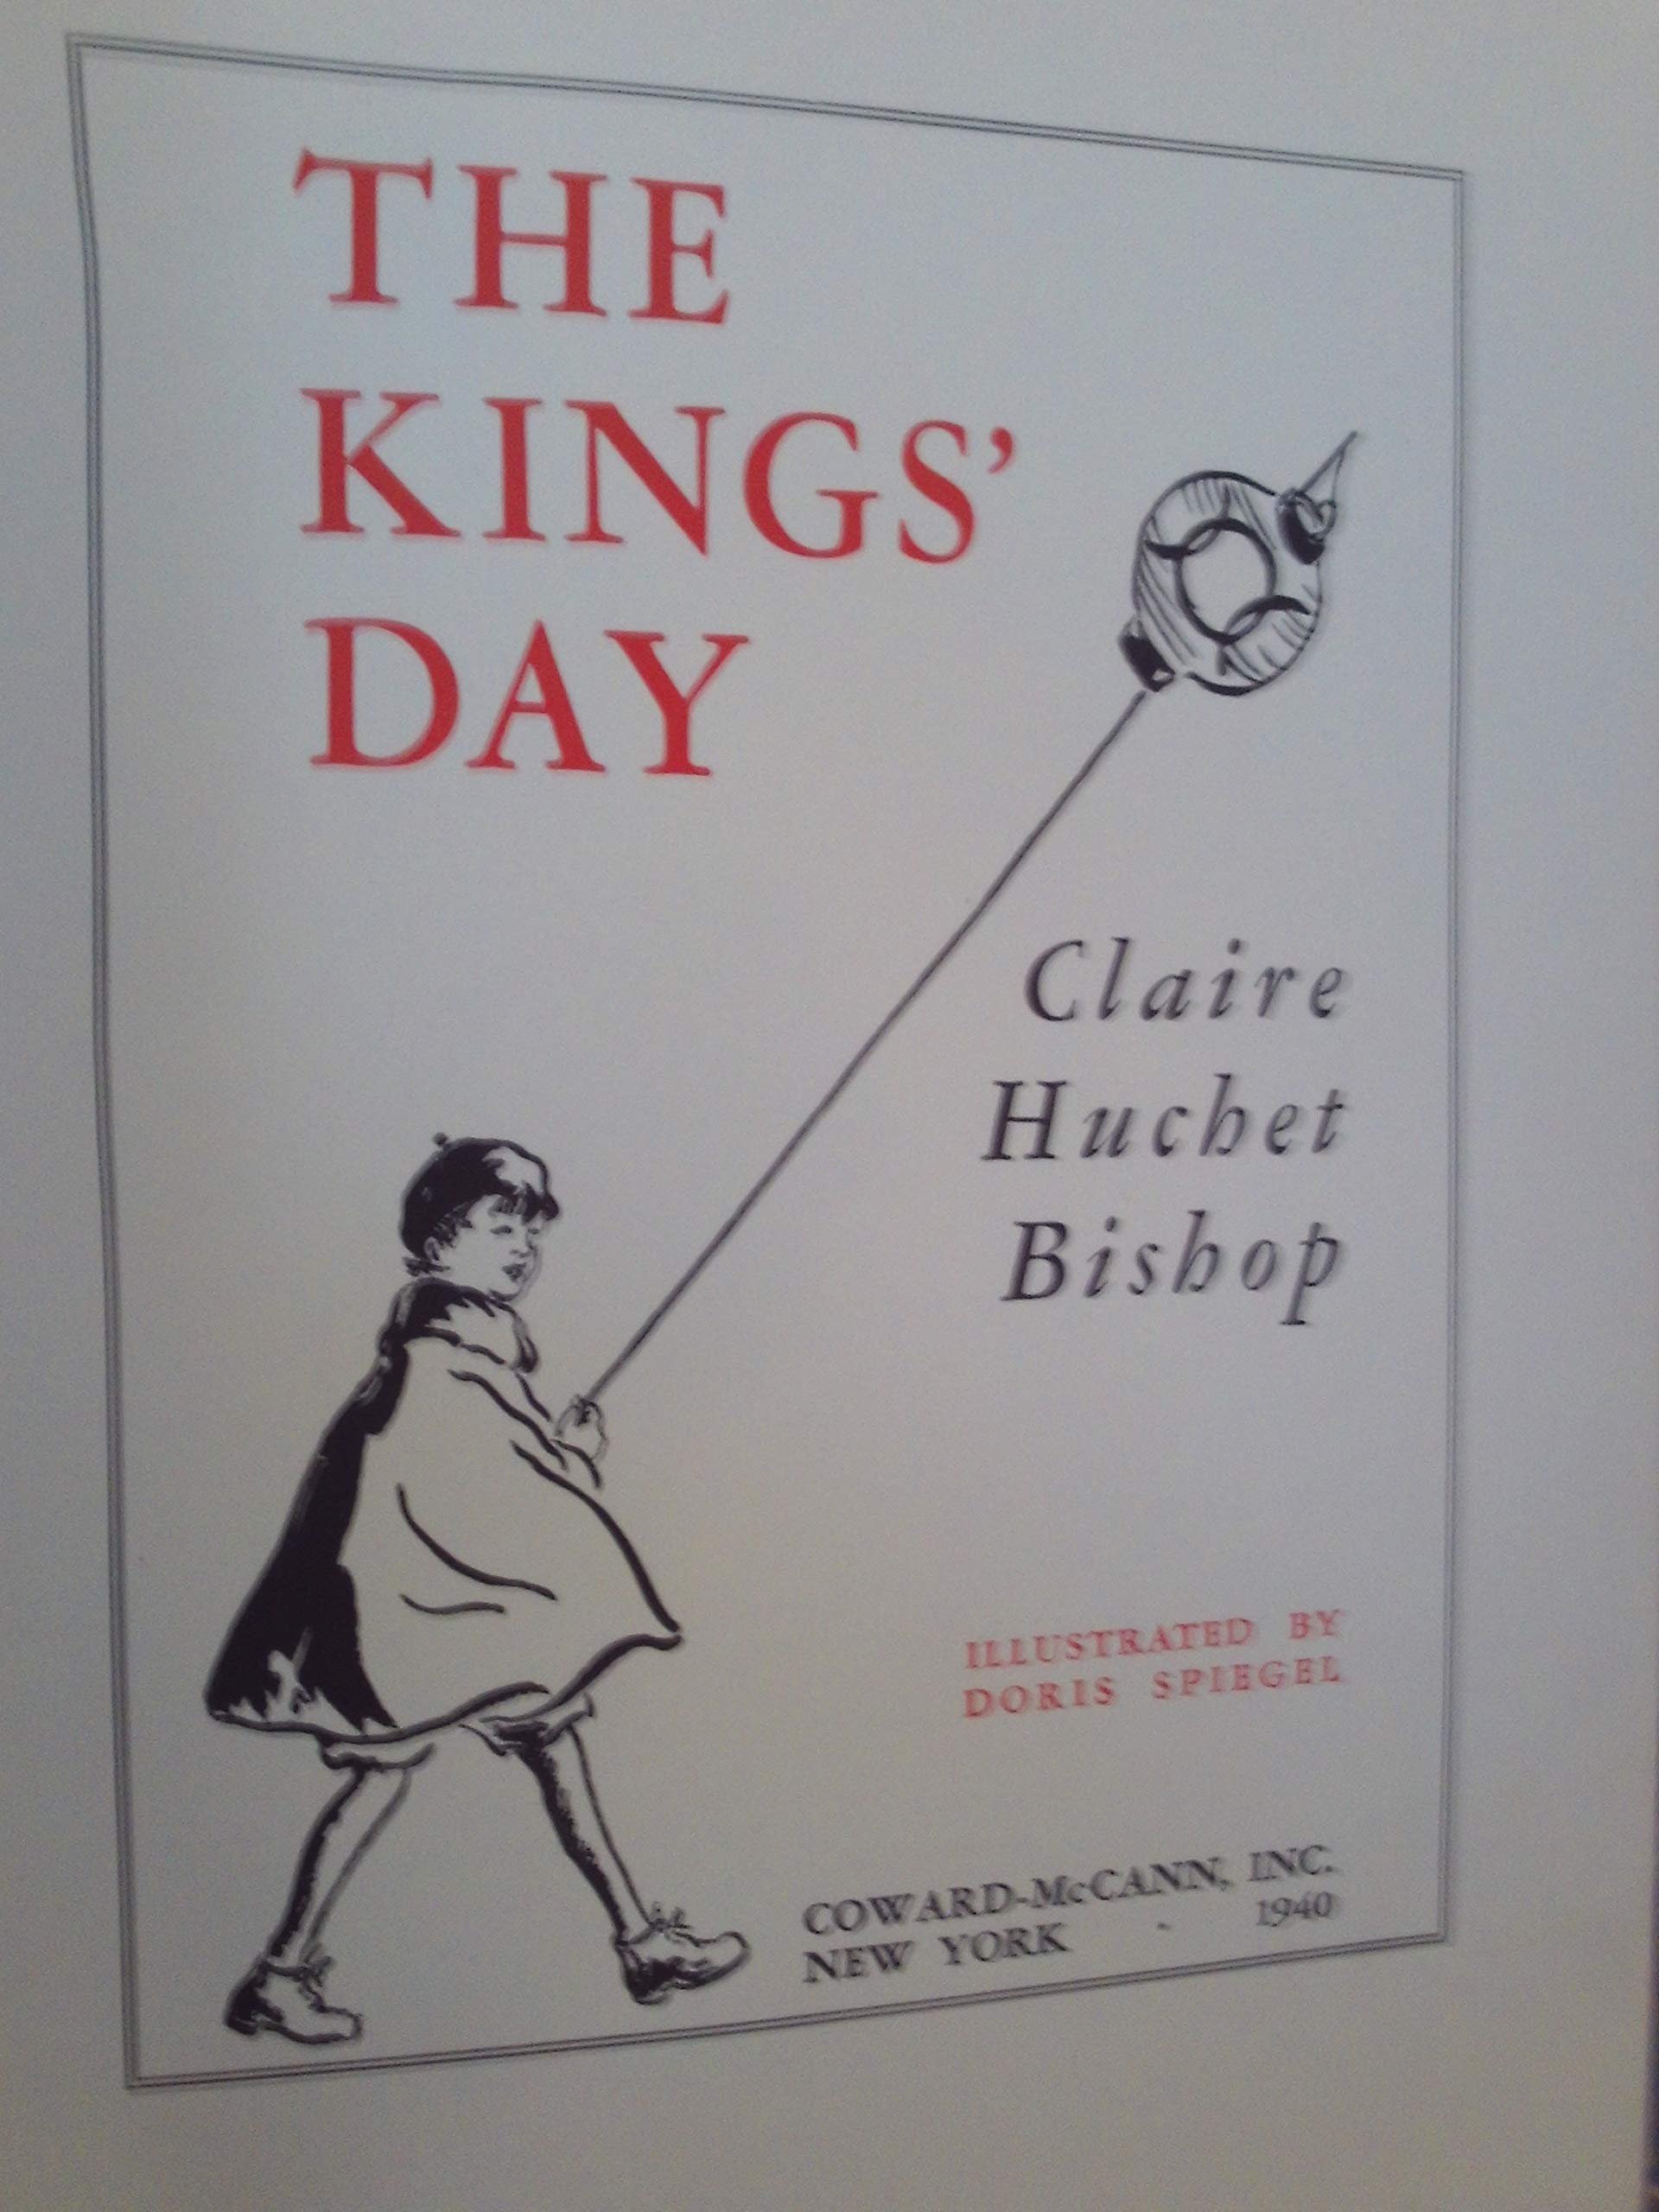 THE
KINGS’
DAY
Claire
Huchet
Bishop
ILLUSTRATED BY
DORIS SPIEGEL
COWARD-McCANN, INC.
NEW YORK · 1940